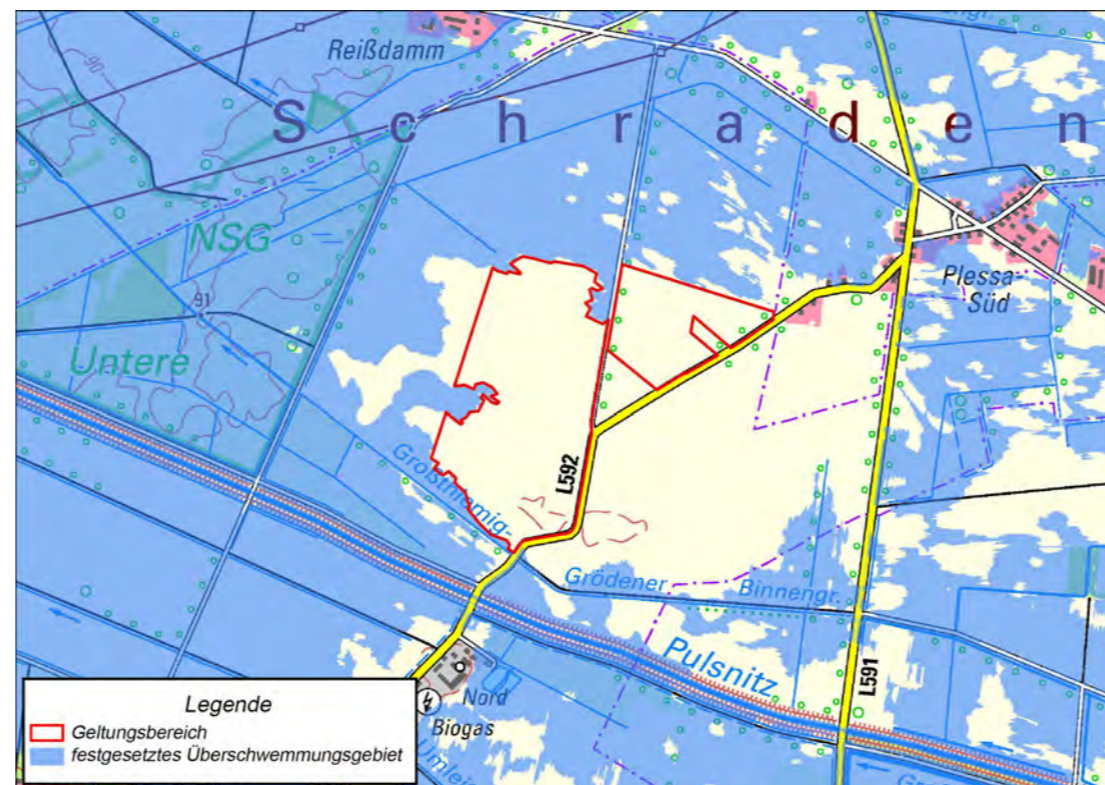 Reißdamm
Schraden
90
NSG
91
Untere
Plessa-
Süd
L592
Großthiemig-
Grödener
Binnengr.
Pulsnitz
L591
Nord
Biogas
Legende
Geltungsbereich
festgesetztes Überschwemmungsgebiet